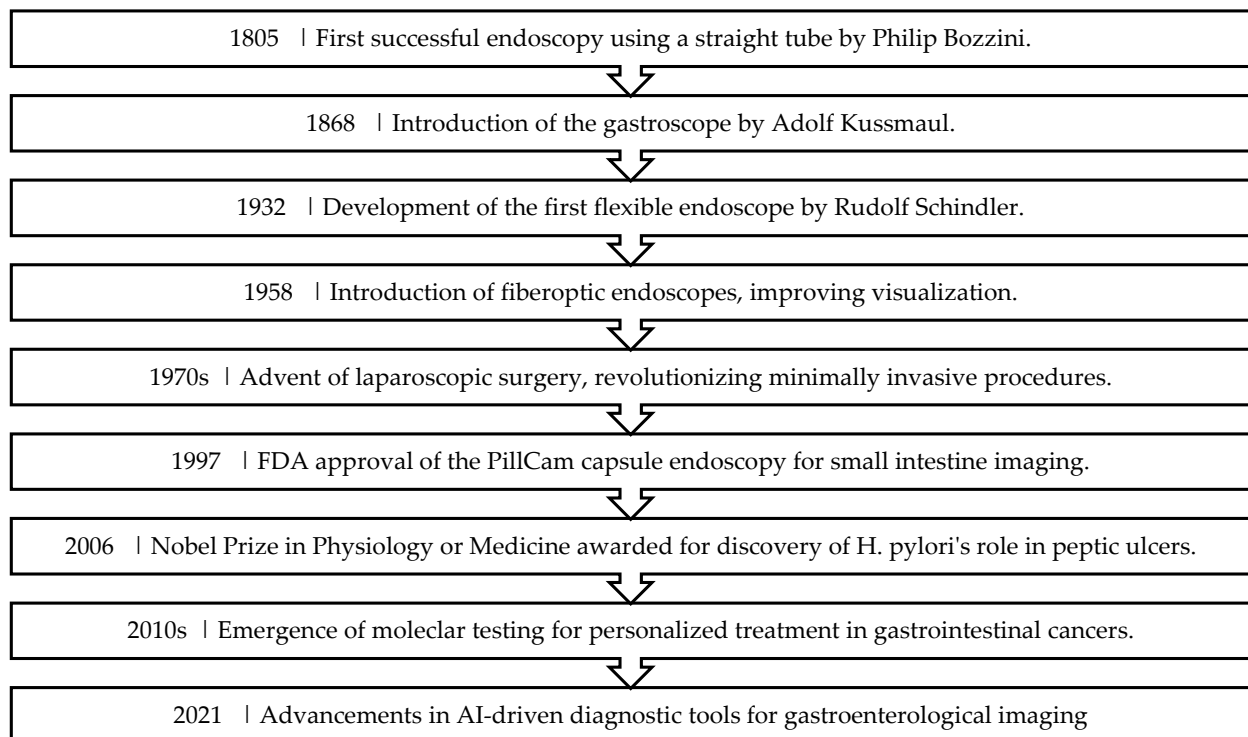 1805 | First successful endoscopy using a straight tube by Philip Bozzini.
1868 | Introduction of the gastroscope by Adolf Kussmaul.
1932 | Development of the first flexible endoscope by Rudolf Schindler.
1958 | Introduction of fiberoptic endoscopes, improving visualization.
1970s | Advent of laparoscopic surgery, revolutionizing minimally invasive procedures.
1997 | FDA approval of the PillCam capsule endoscopy for small intestine imaging.
2006 | Nobel Prize in Physiology or Medicine awarded for discovery of H. pylori's role in peptic ulcers.
2010s | Emergence of moleclar testing for personalized treatment in gastrointestinal cancers.
2021 | Advancements in AI-driven diagnostic tools for gastroenterological imaging